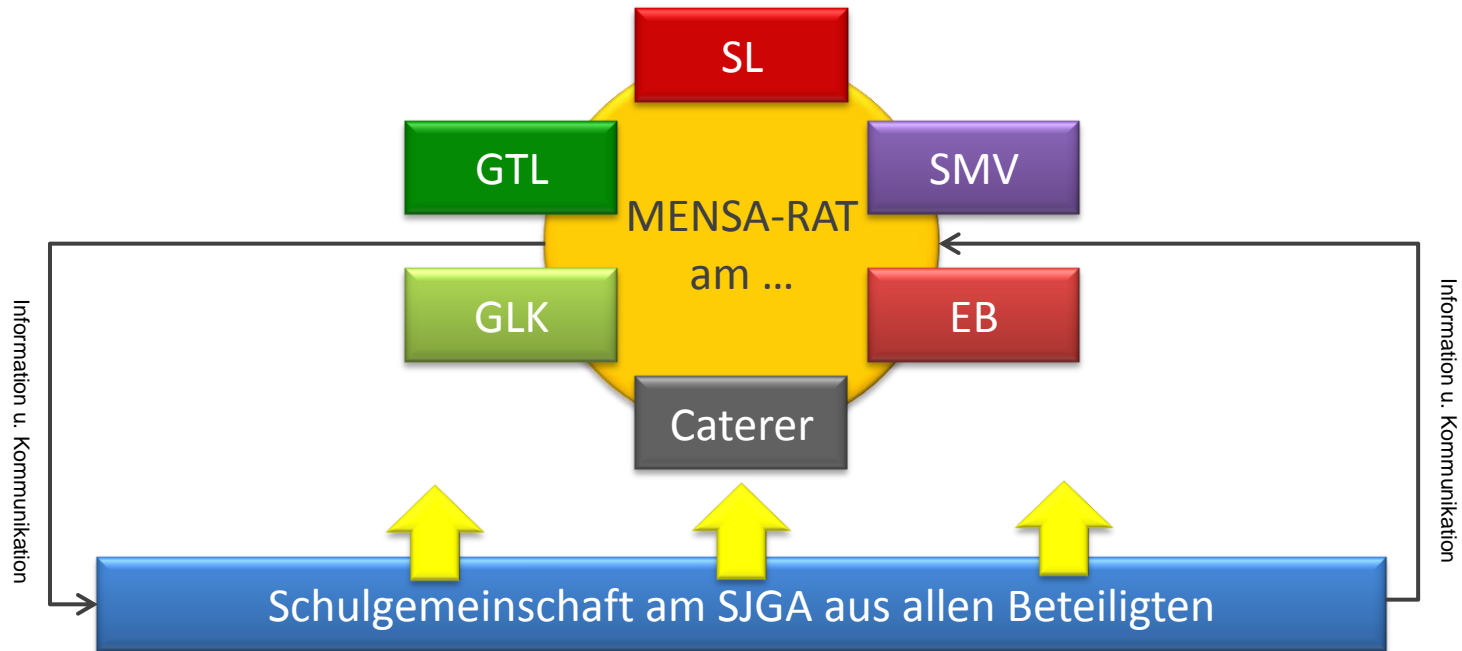 SL
GTL
SMV
MENSA-RAT
am ...
GLK
EB
Caterer
Information u. Kommunikation
Information u. Kommunikation
Schulgemeinschaft am SJGA aus allen Beteiligten